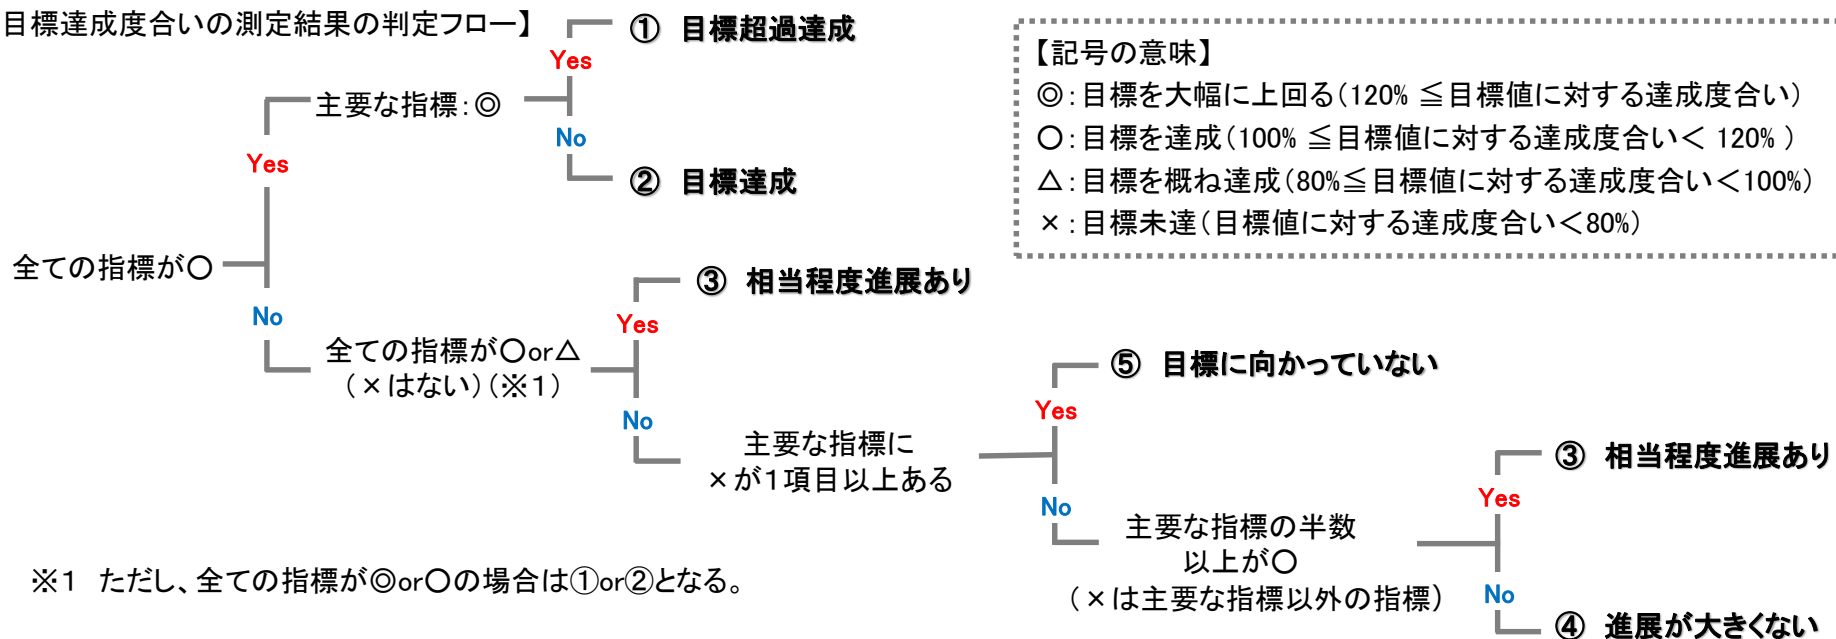 目標達成度合いの測定結果の判定フロー】
① 目標超過達成
Yes
主要な指標：◎
No
Yes
② 目標達成
全ての指標が〇
No
③ 相当程度進展あり
Yes
全ての指標が〇or△
（×はない）（※1）
No
⑤ 目標に向かっていない
Yes
主要な指標に
×が１項目以上ある
No
③ 相当程度進展あり
Yes
主要な指標の半数
以上が〇
（×は主要な指標以外の指標）
No
④ 進展が大きくない
【記号の意味】
◎：目標を大幅に上回る（120% ≦目標値に対する達成度合い）
〇：目標を達成（100% ≦目標値に対する達成度合い＜ 120% ）
△：目標を概ね達成（80%≦目標値に対する達成度合い＜100%）
×：目標未達（目標値に対する達成度合い＜80%）
※１ ただし、全ての指標が◎or〇の場合は①or②となる。